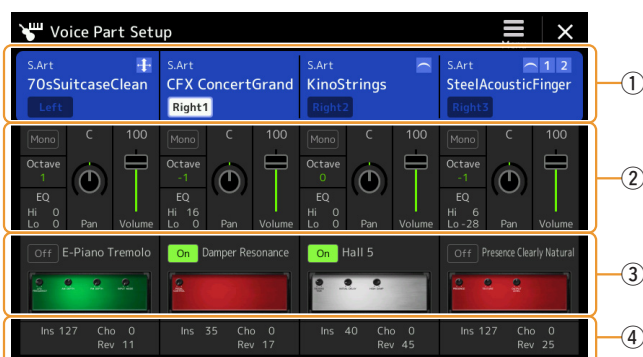 Voice Part Setup
S.Art
70sSuitcaseClean
Left
S.Art
CFX ConcertGrand
Right1
S.Art
KinoStrings
Right2
S.Art
1 2
SteelAcousticFinger
Right3
①
Mono C 100
Octave
1
EQ
Hi 0
Lo 0
Pan Volume
Mono C 100
Octave
-1
EQ
Hi 16
Lo 0
Pan Volume
Mono C 100
Octave
0
EQ
Hi 0
Lo 0
Pan Volume
Mono C 100
Octave
-1
EQ
Hi 6
Lo -28
Pan Volume
②
Off E-Piano Tremolo
On Damper Resonance
On Hall 5
Off Presence Clearly Natural
③
Ins 127 Cho 0
Rev 11
Ins 35 Cho 0
Rev 17
Ins 40 Cho 0
Rev 45
Ins 127 Cho 0
Rev 25
④